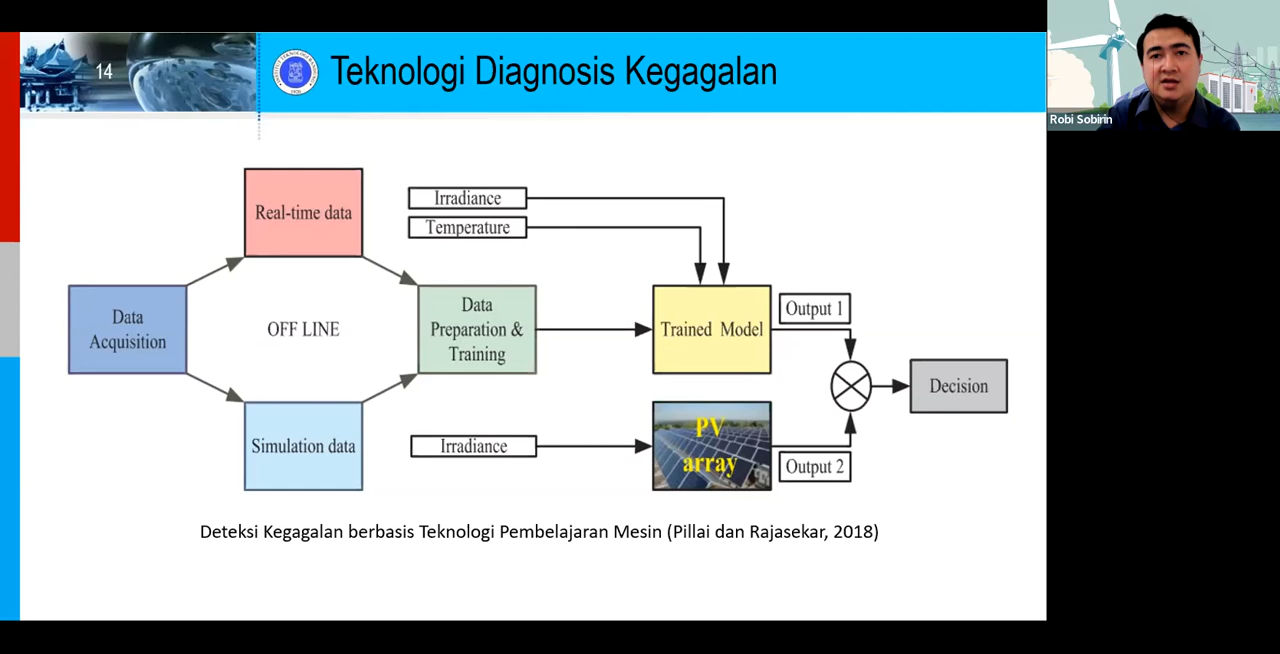 14
Teknologi Diagnosis Kegagalan
Robi Sobirin
Real-time data
Irradiance
Temperature
Data
Acquisition
OFF LINE
Data
Preparation &
Training
Trained Model
Output 1
Decision
Simulation data
Irradiance
PV
array
Output 2
Deteksi Kegagalan berbasis Teknologi Pembelajaran Mesin (Pillai dan Rajasekar, 2018)